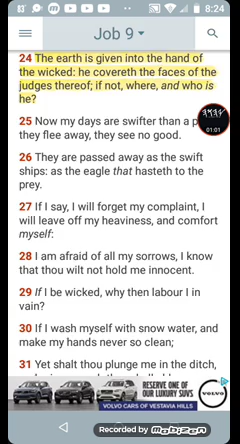 8:24
Job 9
24 The earth is given into the hand of
the wicked: he covereth the faces of the
judges thereof; if not, where, and who is
he?
25 Now my days are swifter than a
they flee away, they see no good.
26 They are passed away as the swift
ships: as the eagle that hasteth to the
prey.
27 If I say, I will forget my complaint, I
will leave off my heaviness, and comfort
myself:
28 I am afraid of all my sorrows, I know
that thou wilt not hold me innocent.
29 If I be wicked, why then labour I in
vain?
30 If I wash myself with snow water, and
make my hands never so clean;
31 Yet shalt thou plunge me in the ditch,
01:01
RESERVE ONE OF
OUR LUXURY SUVS
VOLVO
VOLVO CARS OF VESTAVIA HILLS
Recorded by Mobizen